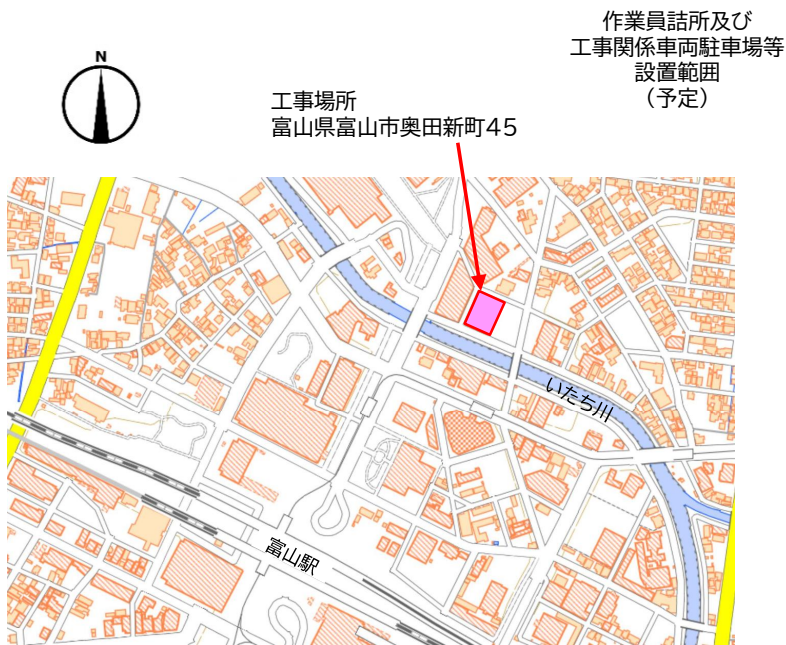 作業員詰所及び
工事関係車両駐車場等
設置範囲
（予定）
N
工事場所
富山県富山市奥田新町45
いたち川
富山駅